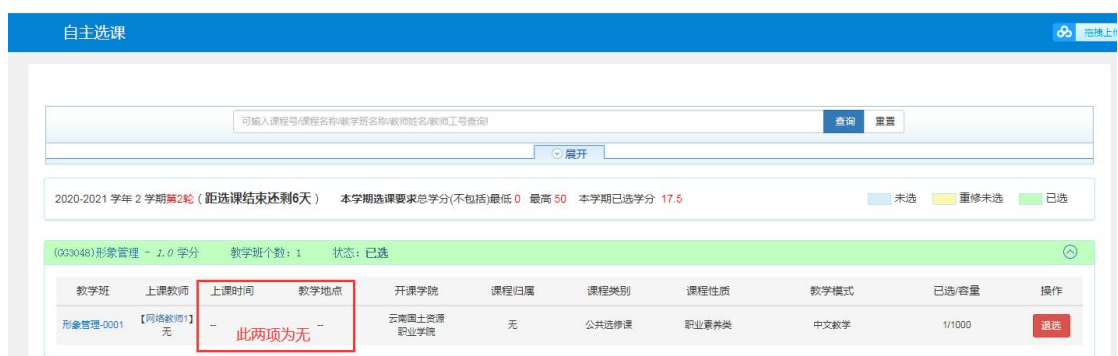 自主选课
拖拽上传
可输入课程号/课程名称/教学班名称/教师姓名/教师工号查询!
查询 重置
展开
2020-2021 学年 2 学期第2轮 ( 距选课结束还剩6天 ) 本学期选课要求总学分(不包括)最低 0 最高 50 本学期已选学分 17.5 未选 重修未选 已选
(GG3048)形象管理 - 1.0 学分 教学班个数: 1 状态: 已选
教学班 上课教师 上课时间 教学地点 开课学院 课程归属 课程类别 课程性质 教学模式 已选/容量 操作
形象管理-0001 【网络教师1】 无 -- -- 云南国土资源 职业学院 无 公共选修课 职业素养类 中文教学 1/1000 退选
此两项为无